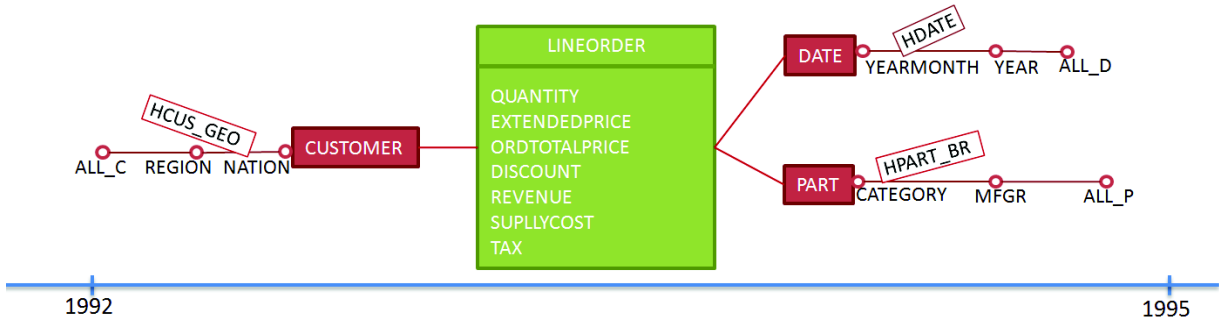 LINEORDER
QUANTITY
EXTENDEDPRICE
ORDTOTALPRICE
DISCOUNT
REVENUE
SUPLLYCOST
TAX
HCUS_GEO
CUSTOMER
ALL_C REGION NATION
HDATE
DATE
YEARMONTH YEAR ALL_D
HPART_BR
PART
CATEGORY MFGR ALL_P
1992 1995